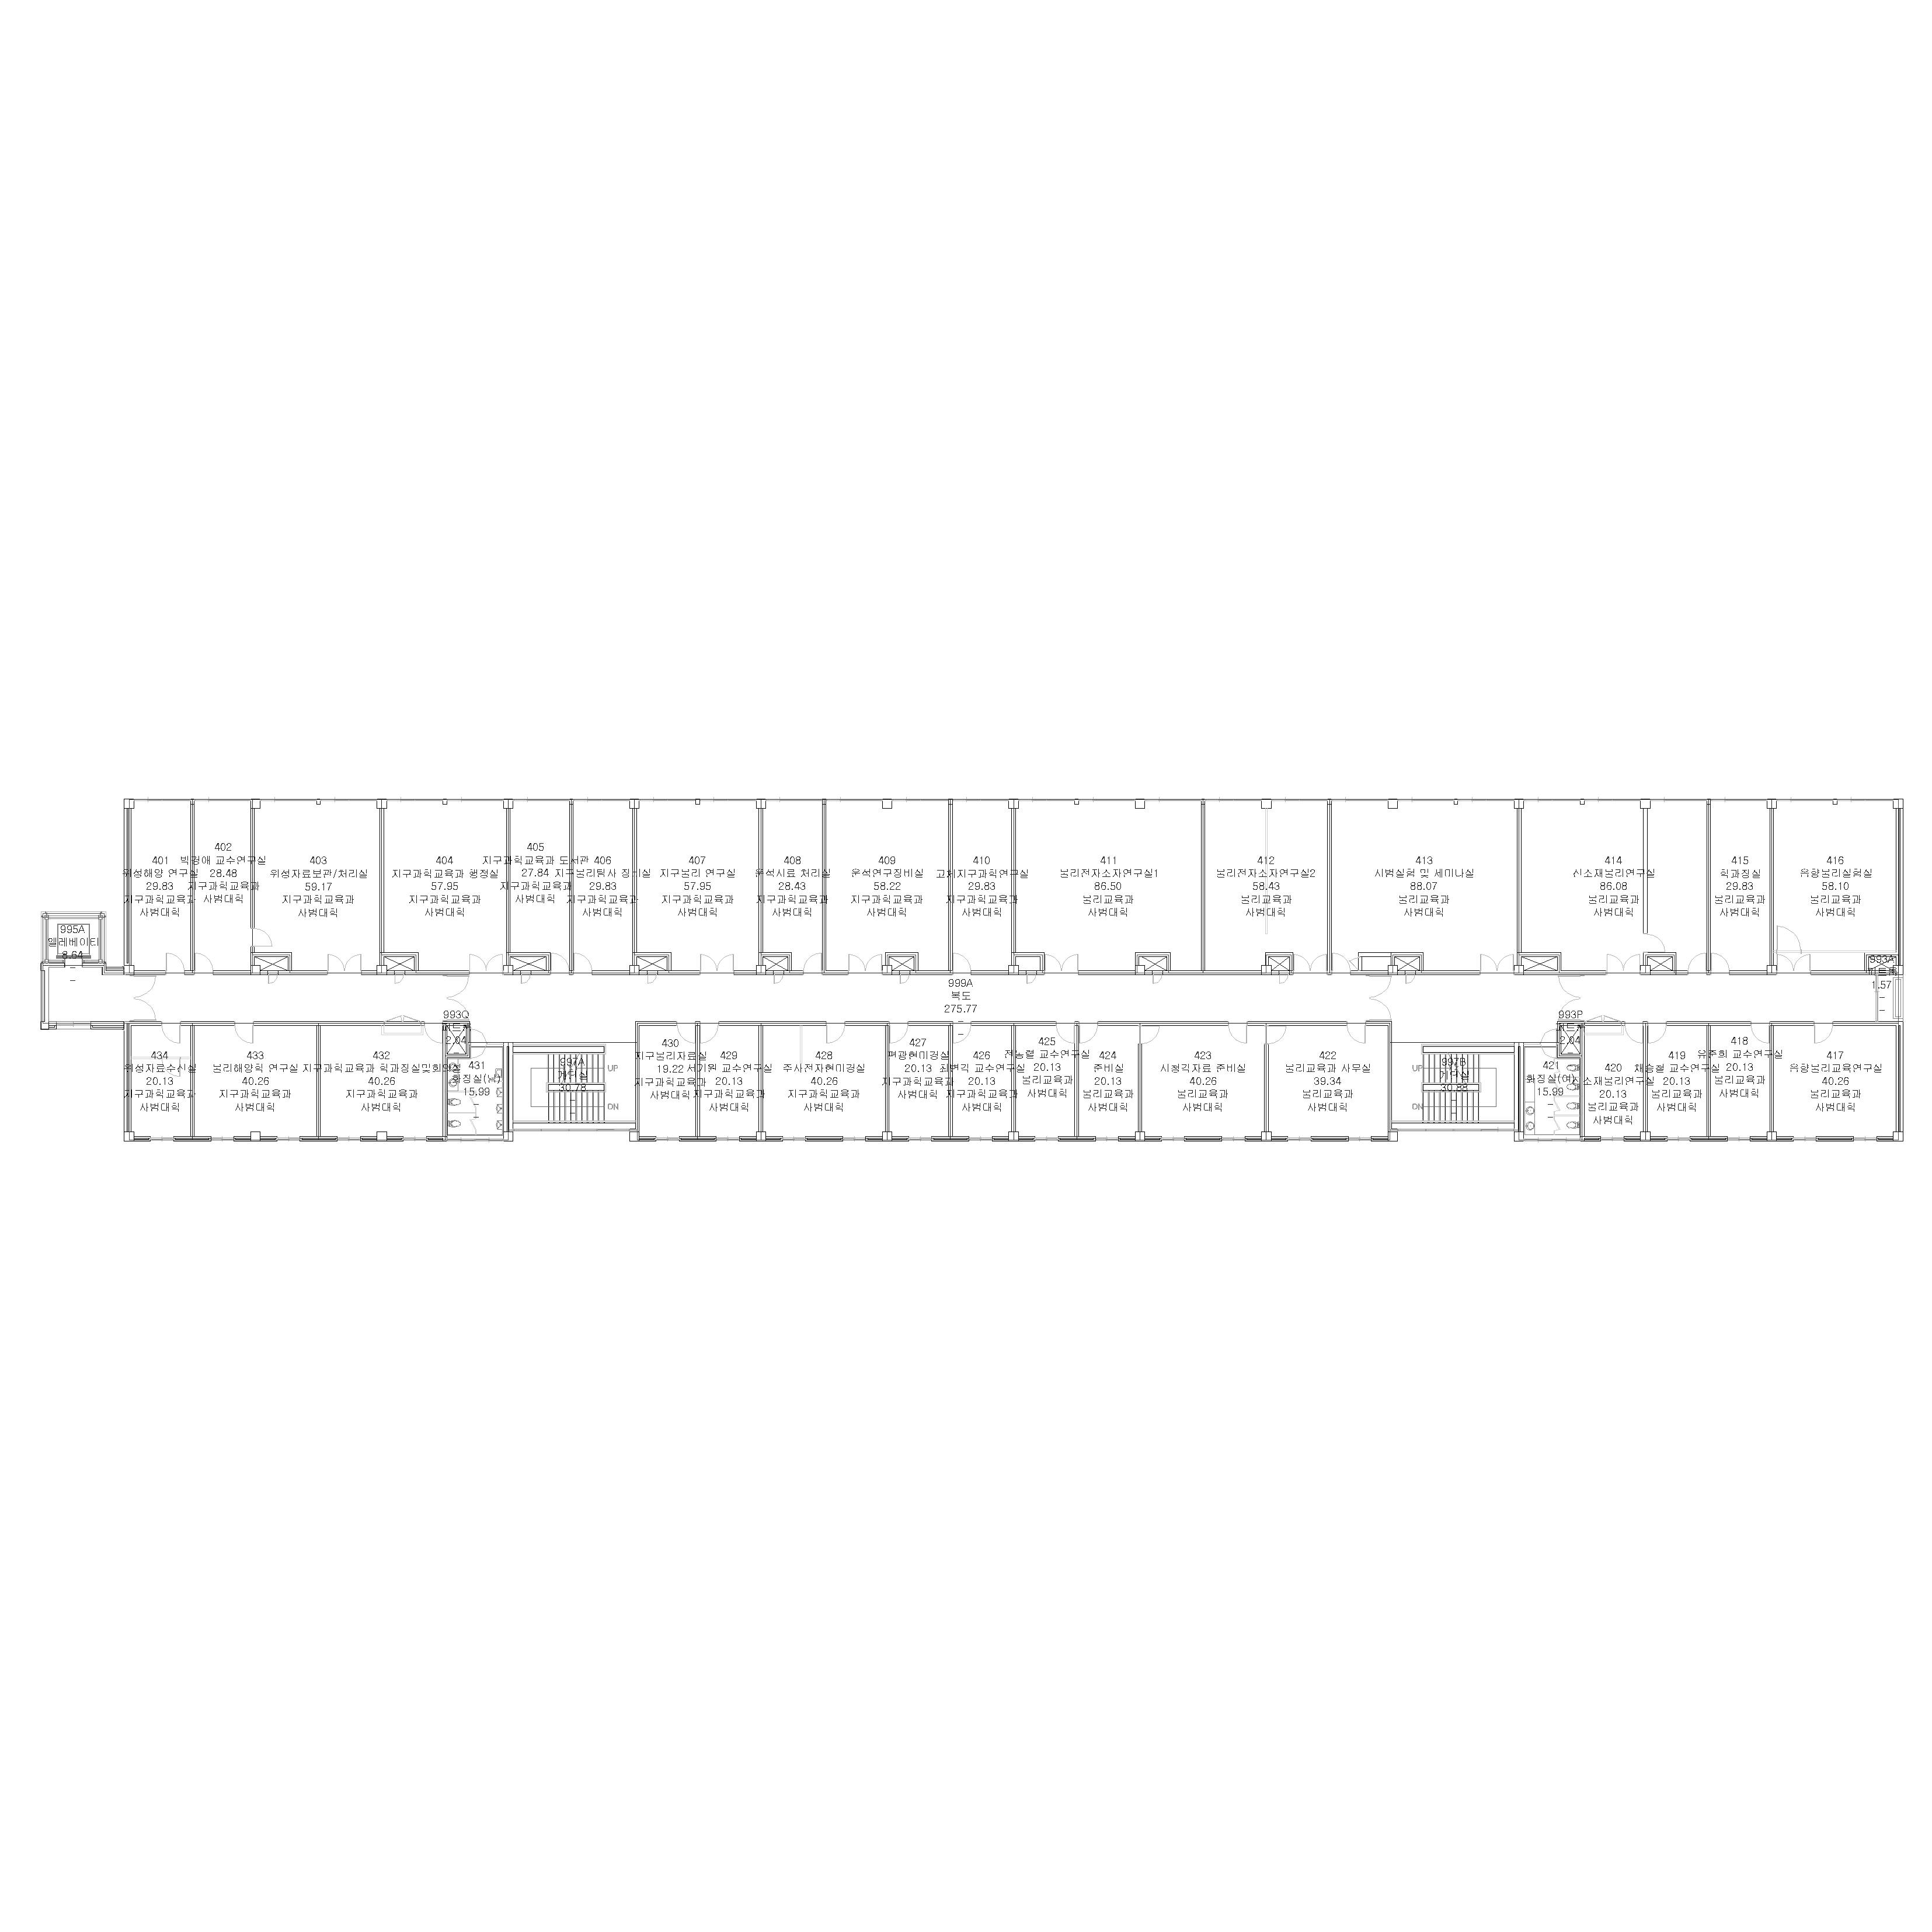 401
위성해양 연구실
29.83
지구과학교육과
사범대학
402
박경애 교수연구실
28.48
지구과학교육과
사범대학
403
위성자료보관/처리실
59.17
지구과학교육과
사범대학
404
지구과학교육과 행정실
57.95
지구과학교육과
사범대학
405
지구과학교육과 도서관
27.84
지구과학교육과
사범대학
406
지구물리탐사 장비실
29.83
지구과학교육과
사범대학
407
지구물리 연구실
57.95
지구과학교육과
사범대학
408
운석시료 처리실
28.43
지구과학교육과
사범대학
409
운석연구장비실
58.22
지구과학교육과
사범대학
410
고체지구과학연구실
29.83
지구과학교육과
사범대학
411
물리전자소자연구실1
86.50
물리교육과
사범대학
412
물리전자소자연구실2
58.43
물리교육과
사범대학
413
시범실험 및 세미나실
88.07
물리교육과
사범대학
414
신소재물리연구실
86.08
물리교육과
사범대학
415
학과장실
29.83
물리교육과
사범대학
416
음향물리실험실
58.10
물리교육과
사범대학
995A
엘레베이터
8.64
999A
복도
275.77
993A
1.57
993Q
피트
2.04
993P
피트
2.04
434
위성자료수신실
20.13
지구과학교육과
사범대학
433
물리해양학 연구실
40.26
지구과학교육과
사범대학
432
지구과학교육과 학과장실및회의실
40.26
지구과학교육과
사범대학
431
화장실(남)
15.99
997A
계단실
30.78
UP
DN
430
지구물리자료실
19.22
지구과학교육과
사범대학
429
서기원 교수연구실
20.13
지구과학교육과
사범대학
428
주사전자현미경실
40.26
지구과학교육과
사범대학
427
편광현미경실
20.13
지구과학교육과
사범대학
426
최변각 교수연구실
20.13
지구과학교육과
사범대학
425
전동렬 교수연구실
20.13
물리교육과
사범대학
424
준비실
20.13
물리교육과
사범대학
423
시청각자료 준비실
40.26
물리교육과
사범대학
422
물리교육과 사무실
39.34
물리교육과
사범대학
997B
계단실
30.88
UP
DN
421
화장실(여)
15.99
420
신소재물리연구실
20.13
물리교육과
사범대학
419
채승철 교수연구실
20.13
물리교육과
사범대학
418
유준희 교수연구실
20.13
물리교육과
사범대학
417
음향물리교육연구실
40.26
물리교육과
사범대학